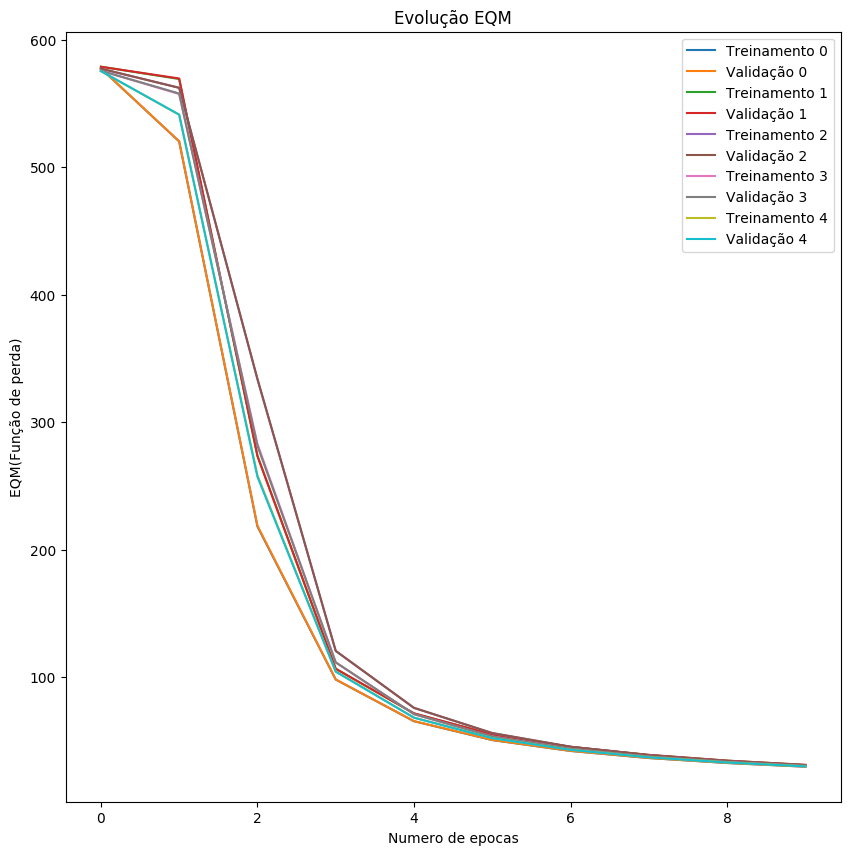 Evolução EQM
600
500
400
300
200
100
EQM(Função de perda)
0
2
4
6
8
Numero de epocas
Treinamento 0
Validação 0
Treinamento 1
Validação 1
Treinamento 2
Validação 2
Treinamento 3
Validação 3
Treinamento 4
Validação 4